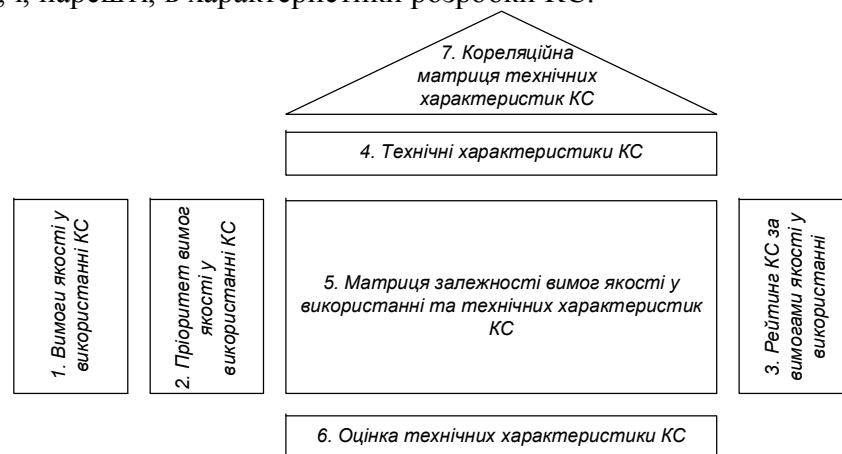 і, нарешті, в характеристики розробки КС.
7. Кореляційна
матриця технічних
характеристик КС
4. Технічні характеристики КС
1. Вимоги якості у
використанні КС
2. Пріоритет вимог
якості у
використанні КС
5. Матриця залежності вимог якості у
використанні та технічних характеристик
КС
3. Рейтинг КС за
вимогами якості у
використанні
6. Оцінка технічних характеристики КС